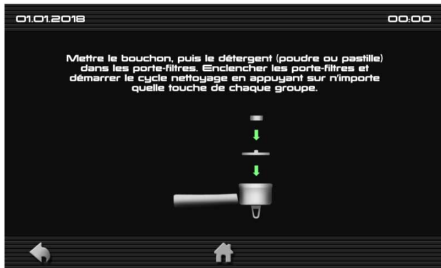 01.01.2018
00:00
Mettre le bouchon, puis le détergent (poudre ou pastille)
dans les porte-filtres. Enclencher les porte-filtres et
démarrer le cycle nettoyage en appuyant sur n'importe
quelle touche de chaque groupe.